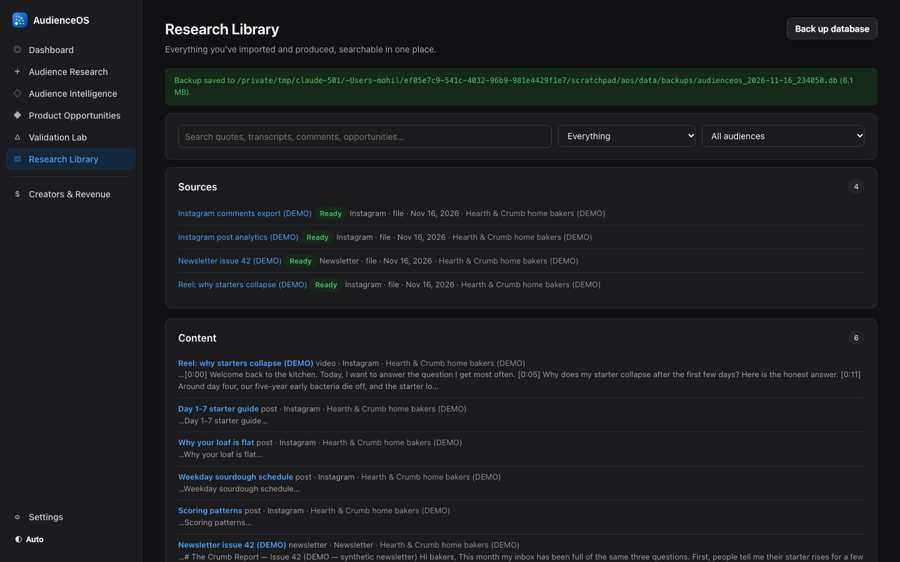 AudienceOS
Dashboard
Audience Research
Audience Intelligence
Product Opportunities
Validation Lab
Research Library
$ Creators & Revenue
Settings
Auto
Research Library
Everything you've imported and produced, searchable in one place.
Back up database
Backup saved to /private/tmp/claude-501/-Users-mohil/ef05e7c9-541c-4032-96b9-981e4429f1e7/scratchpad/aos/data/backups/audienceos_2026-11-16_234050.db (6.1
MB).
Search quotes, transcripts, comments, opportunities...
Everything
All audiences
Sources
4
Instagram comments export (DEMO) Ready Instagram · file · Nov 16, 2026 · Hearth & Crumb home bakers (DEMO)
Instagram post analytics (DEMO) Ready Instagram · file · Nov 16, 2026 · Hearth & Crumb home bakers (DEMO)
Newsletter issue 42 (DEMO) Ready Newsletter · file · Nov 16, 2026 · Hearth & Crumb home bakers (DEMO)
Reel: why starters collapse (DEMO) Ready Instagram · file · Nov 16, 2026 · Hearth & Crumb home bakers (DEMO)
Content
6
Reel: why starters collapse (DEMO) video · Instagram · Hearth & Crumb home bakers (DEMO)
...[0:00] Welcome back to the kitchen. Today, I want to answer the question I get most often. [0:05] Why does my starter collapse after the first few days? Here is the honest answer. [0:11]
Around day four, our five-year early bacteria die off, and the starter lo...
Day 1-7 starter guide post · Instagram · Hearth & Crumb home bakers (DEMO)
...Day 1-7 starter guide...
Why your loaf is flat post · Instagram · Hearth & Crumb home bakers (DEMO)
...Why your loaf is flat...
Weekday sourdough schedule post · Instagram · Hearth & Crumb home bakers (DEMO)
...Weekday sourdough schedule...
Scoring patterns post · Instagram · Hearth & Crumb home bakers (DEMO)
...Scoring patterns...
Newsletter issue 42 (DEMO) newsletter · Newsletter · Hearth & Crumb home bakers (DEMO)
...# The Crumb Report — Issue 42 (DEMO — synthetic newsletter) Hi bakers, This month my inbox has been full of the same three questions. First, people tell me their starter rises for a few